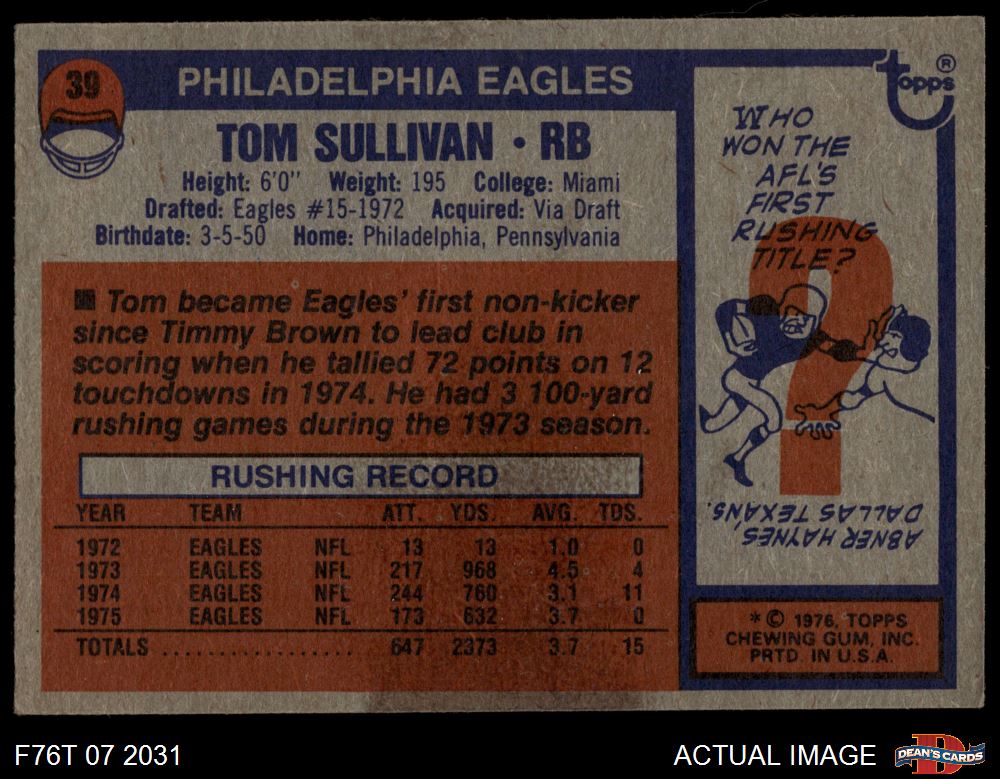 39
PHILADELPHIA EAGLES
TOM SULLIVAN • RB
Height: 6'0" Weight: 195 College: Miami
Drafted: Eagles #15-1972 Acquired: Via Draft
Birthdate: 3-5-50 Home: Philadelphia, Pennsylvania
■ Tom became Eagles' first non-kicker
since Timmy Brown to lead club in
scoring when he tallied 72 points on 12
touchdowns in 1974. He had 3 100-yard
rushing games during the 1973 season.
RUSHING RECORD
YEAR TEAM ATT. YDS. AVG. TDS.
1972 EAGLES NFL 13 13 1.0 0
1973 EAGLES NFL 217 968 4.5 4
1974 EAGLES NFL 244 760 3.1 11
1975 EAGLES NFL 173 632 3.7 0
TOTALS .................. 647 2373 3.7 15
topps ®
WHO
WON THE
AFL'S
FIRST
RUSHING
TITLE?
ABNER HAYNES,
DALLAS TEXANS.
* © 1976, TOPPS
CHEWING GUM, INC.
PRTD. IN U.S.A.
F76T 07 2031
ACTUAL IMAGE
DEAN'S CARDS